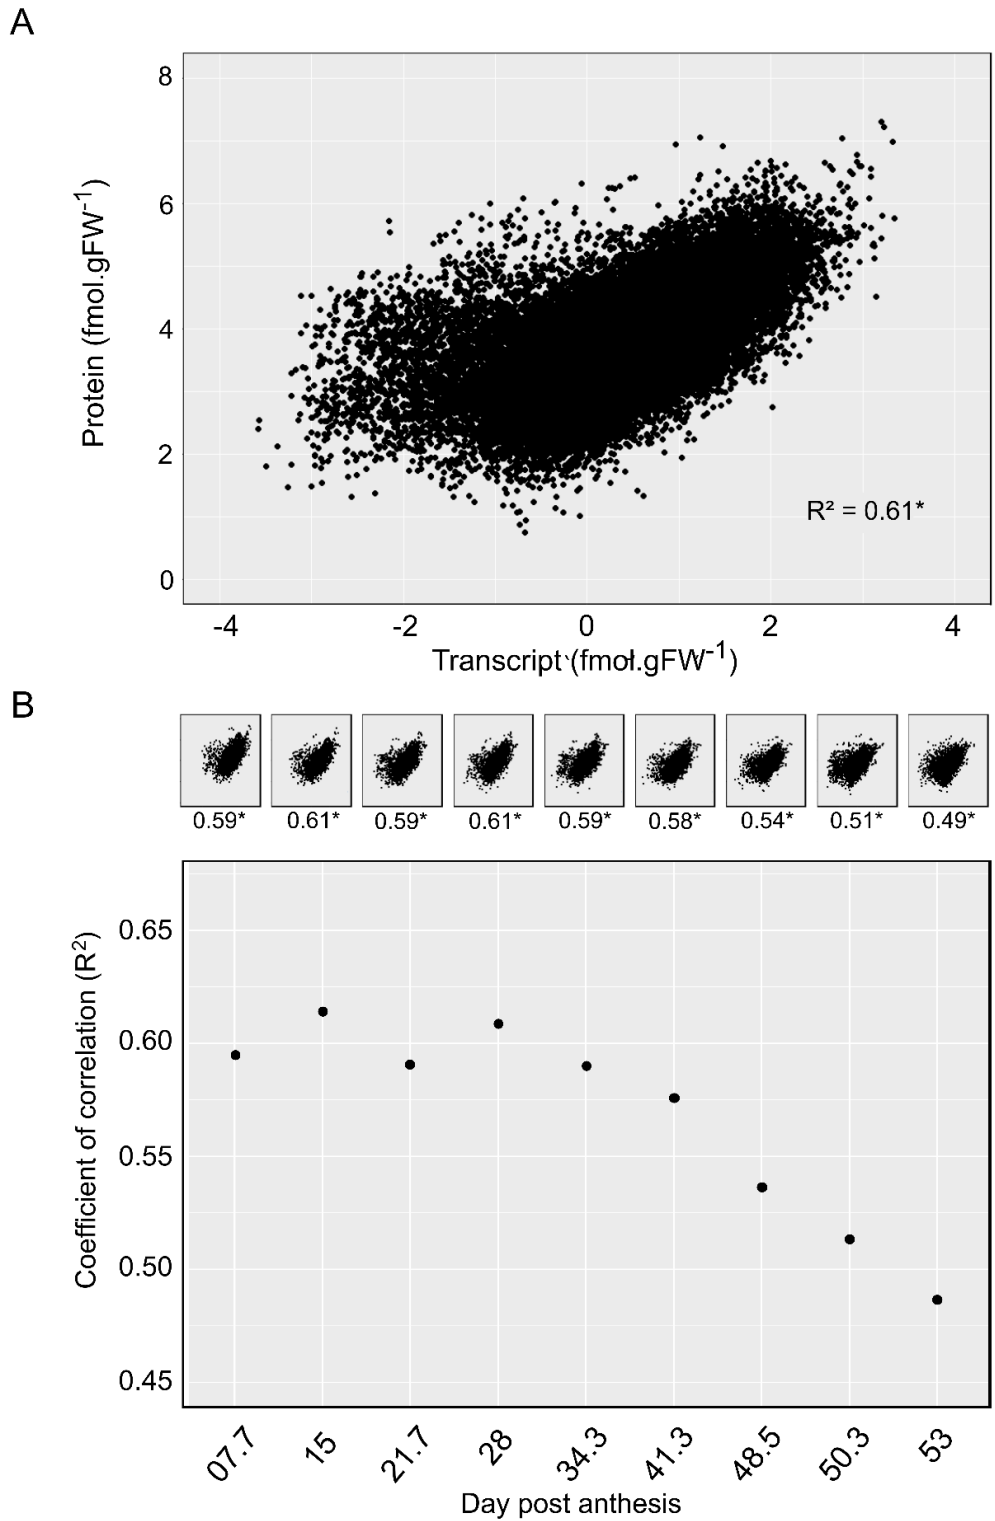 A
8
6
4
2
0
Protein (fmol.gFW⁻¹)
R² = 0.61*
-4 -2 0 2 4
Transcript (fmol.gFW⁻¹)
B
0.59* 0.61* 0.59* 0.61* 0.59* 0.58* 0.54* 0.51* 0.49*
Coefficient of correlation (R²)
0.65
0.60
0.55
0.50
0.45
07.7 15 21.7 28 34.3 41.3 48.5 50.3 53
Day post anthesis